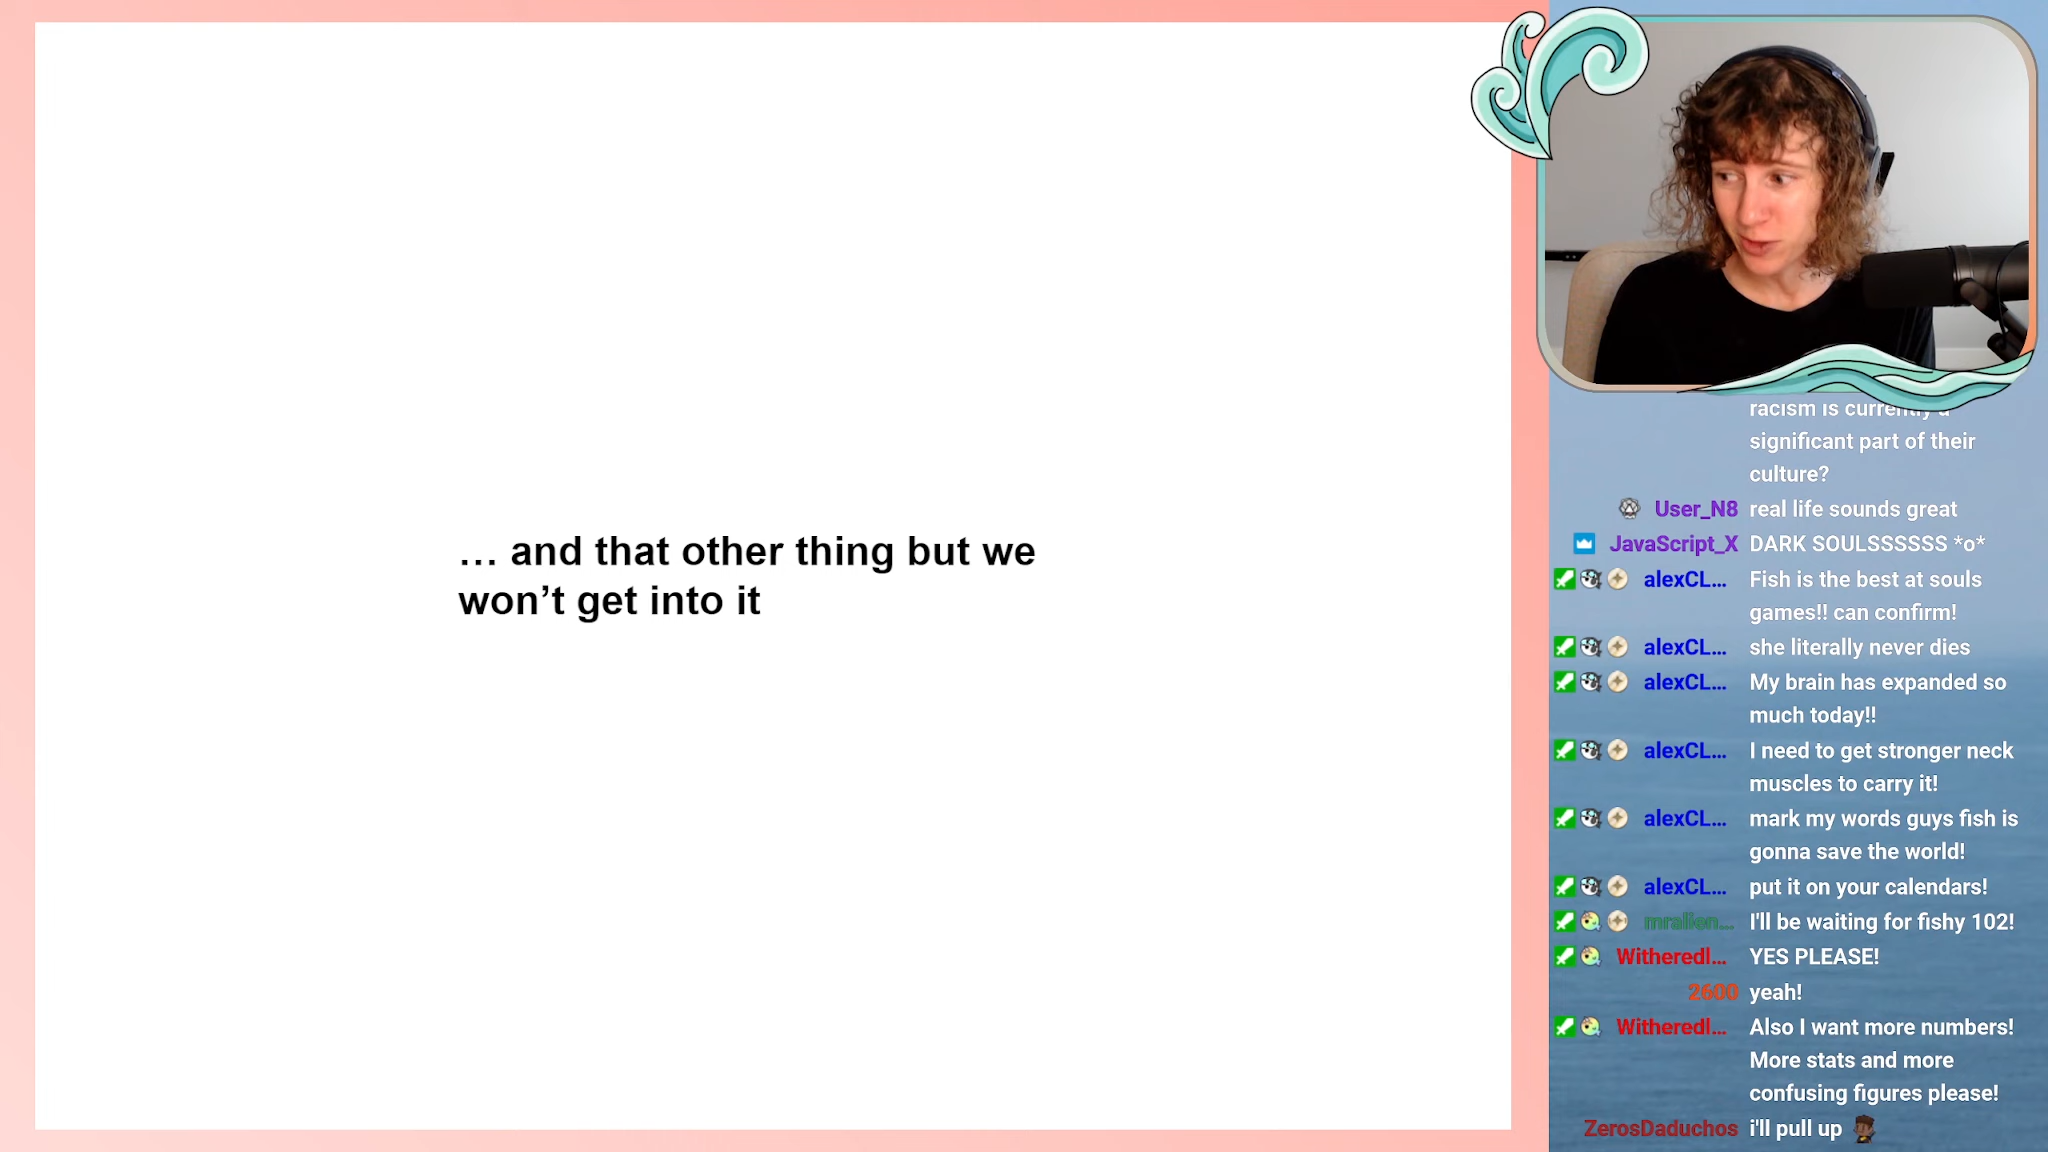 … and that other thing but we
won’t get into it
racism is currently a
significant part of their
culture?
User_N8 real life sounds great
JavaScript_X DARK SOULSSSSSS *o*
alexCL... Fish is the best at souls
games!! can confirm!
alexCL... she literally never dies
alexCL... My brain has expanded so
much today!!
alexCL... I need to get stronger neck
muscles to carry it!
alexCL... mark my words guys fish is
gonna save the world!
alexCL... put it on your calendars!
mralien... I'll be waiting for fishy 102!
Witheredl... YES PLEASE!
2600 yeah!
Witheredl... Also I want more numbers!
More stats and more
confusing figures please!
ZerosDaduchos i'll pull up